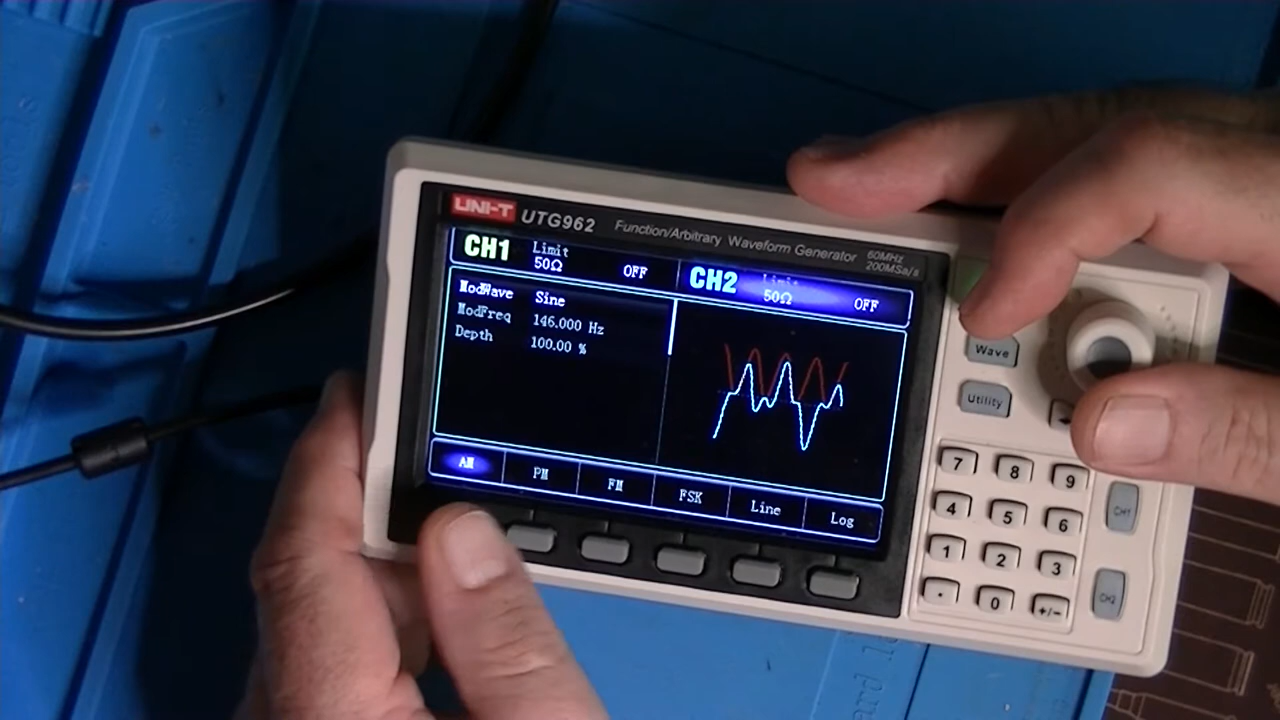 UNI-T UTG962 Function/Arbitrary Waveform Generator 60MHz 200MSa/s
CH1 Limit 50Ω OFF
CH2 Limit 50Ω OFF
ModWave Sine
ModFreq 146.000 Hz
Depth 100.00 %
AM PM FM FSK Line Log
Wave
Utility
7 8 9
4 5 6 CH1
1 2 3
. 0 +/- CH2